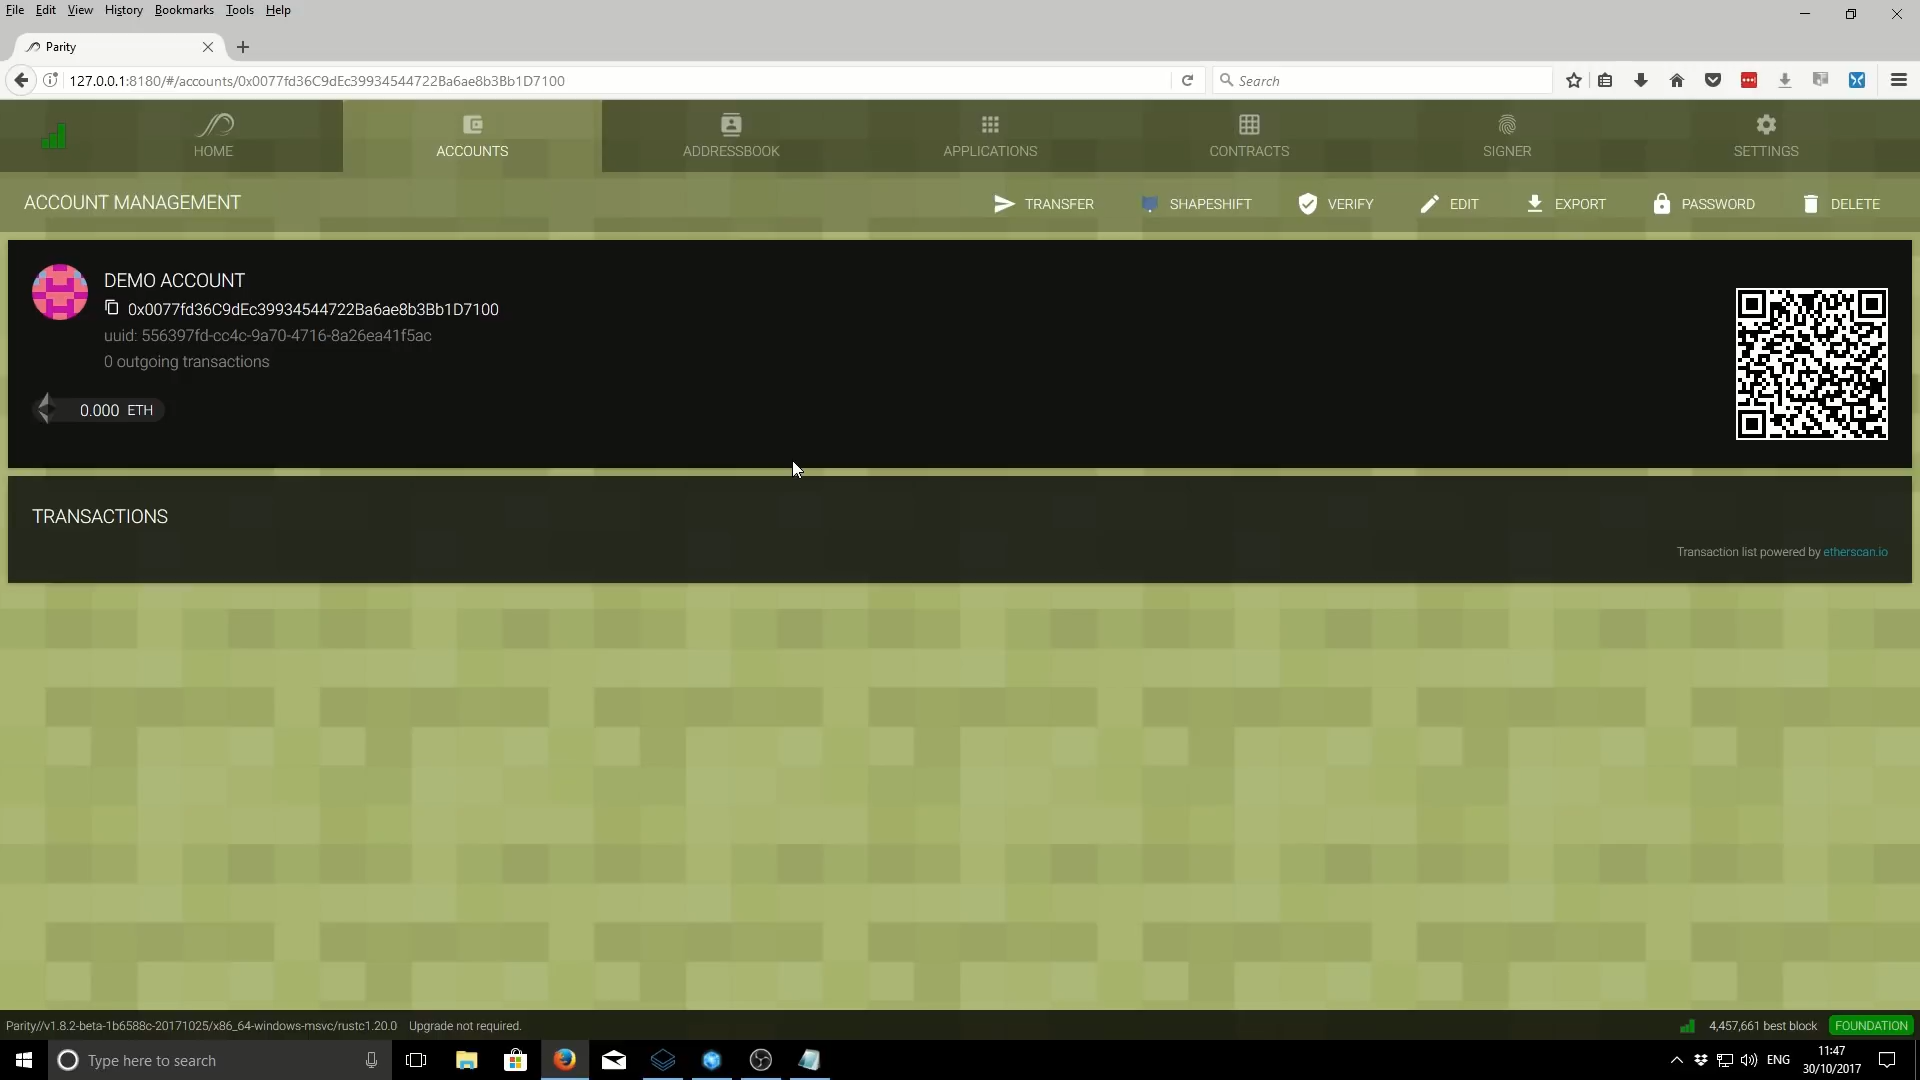 File Edit View History Bookmarks Tools Help
Parity
127.0.0.1:8180/#/accounts/0x0077fd36C9dEc39934544722Ba6ae8b3Bb1D7100
Search
HOME
ACCOUNTS
ADDRESSBOOK
APPLICATIONS
CONTRACTS
SIGNER
SETTINGS
ACCOUNT MANAGEMENT
TRANSFER
SHAPESHIFT
VERIFY
EDIT
EXPORT
PASSWORD
DELETE
DEMO ACCOUNT
0x0077fd36C9dEc39934544722Ba6ae8b3Bb1D7100
uuid: 556397fd-cc4c-9a70-4716-8a26ea41f5ac
0 outgoing transactions
0.000 ETH
TRANSACTIONS
Transaction list powered by etherscan.io
Parity//v1.8.2-beta-1b6588c-20171025/x86_64-windows-msvc/rustc1.20.0 Upgrade not required.
4,457,661 best block
FOUNDATION
Type here to search
ENG
11:47
30/10/2017